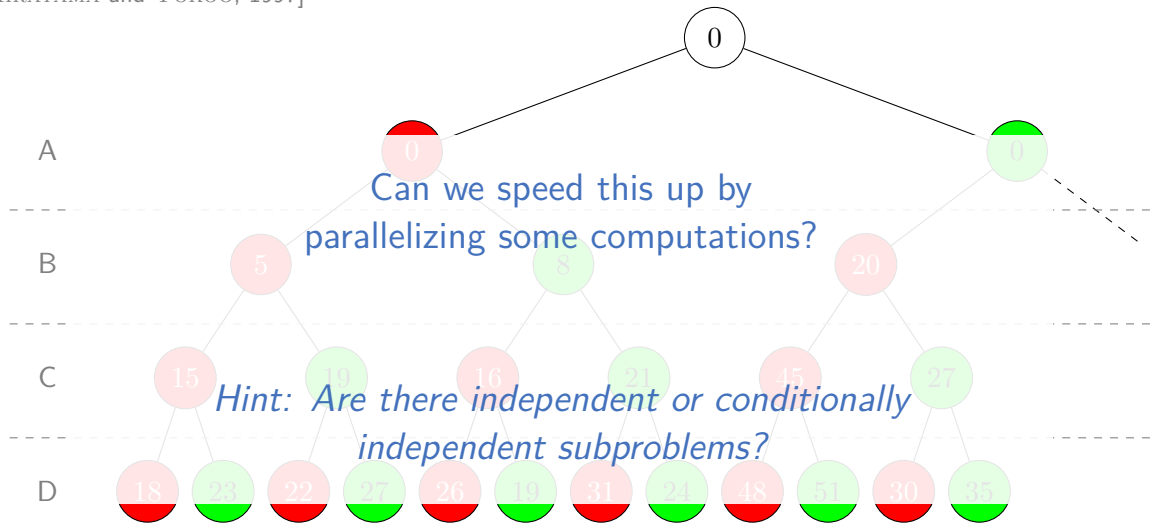 and
0
A
0
0
Can we speed this up by
parallelizing some computations?
B
5
8
20
C
15
19
16
21
45
27
Hint: Are there independent or conditionally
independent subproblems?
D
18
23
22
27
26
19
31
24
48
51
30
35